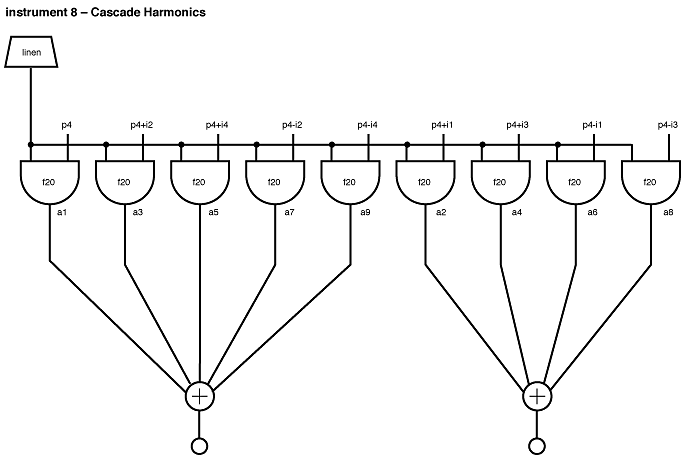 instrument 8 – Cascade Harmonics
linen
p4 p4+i2 p4+i4 p4-i2 p4-i4 p4+i1 p4+i3 p4-i1 p4-i3
f20 f20 f20 f20 f20 f20 f20 f20 f20
a1 a3 a5 a7 a9 a2 a4 a6 a8